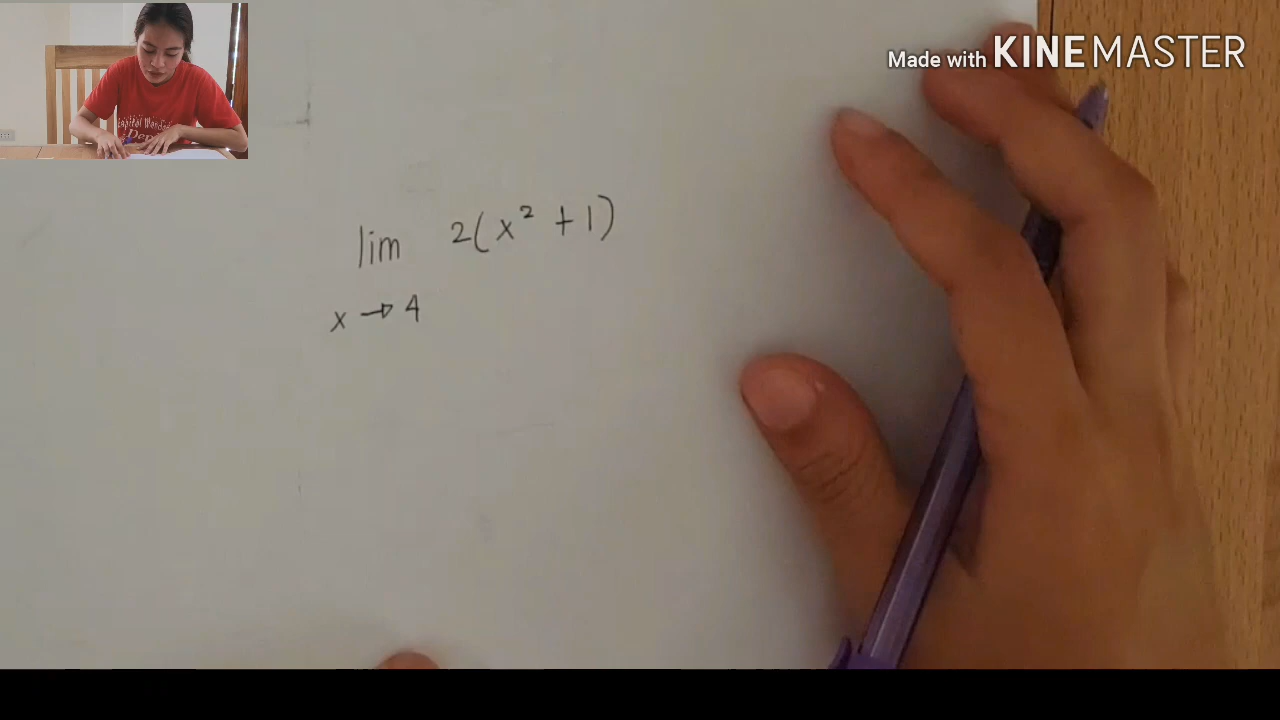 Made with KINEMASTER
lim 2(x² + 1)
x → 4